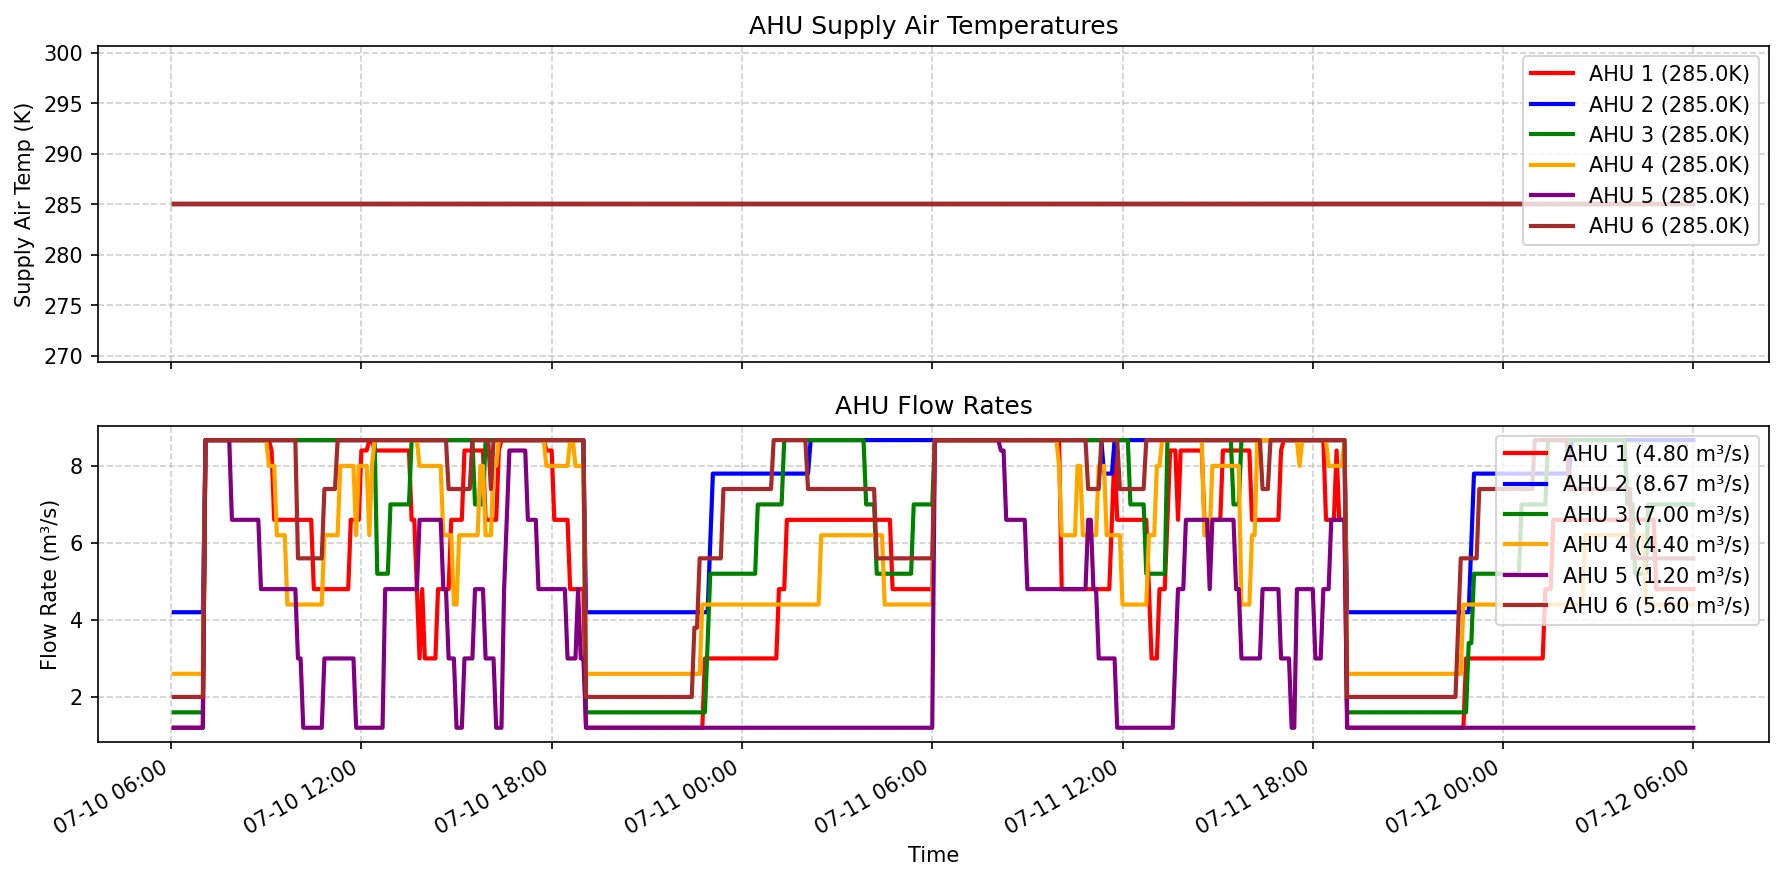 AHU Supply Air Temperatures
Supply Air Temp (K)
300
295
290
285
280
275
270
AHU 1 (285.0K)
AHU 2 (285.0K)
AHU 3 (285.0K)
AHU 4 (285.0K)
AHU 5 (285.0K)
AHU 6 (285.0K)
AHU Flow Rates
Flow Rate (m³/s)
8
6
4
2
AHU 1 (4.80 m³/s)
AHU 2 (8.67 m³/s)
AHU 3 (7.00 m³/s)
AHU 4 (4.40 m³/s)
AHU 5 (1.20 m³/s)
AHU 6 (5.60 m³/s)
07-10 06:00
07-10 12:00
07-10 18:00
07-11 00:00
07-11 06:00
07-11 12:00
07-11 18:00
07-12 00:00
07-12 06:00
Time